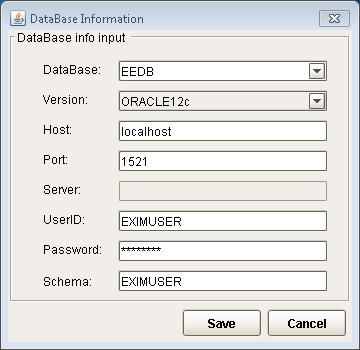 DataBase Information
DataBase info input
DataBase: EEDB
Version: ORACLE12c
Host: localhost
Port: 1521
Server:
UserID: EXIMUSER
Password: ********
Schema: EXIMUSER
Save Cancel